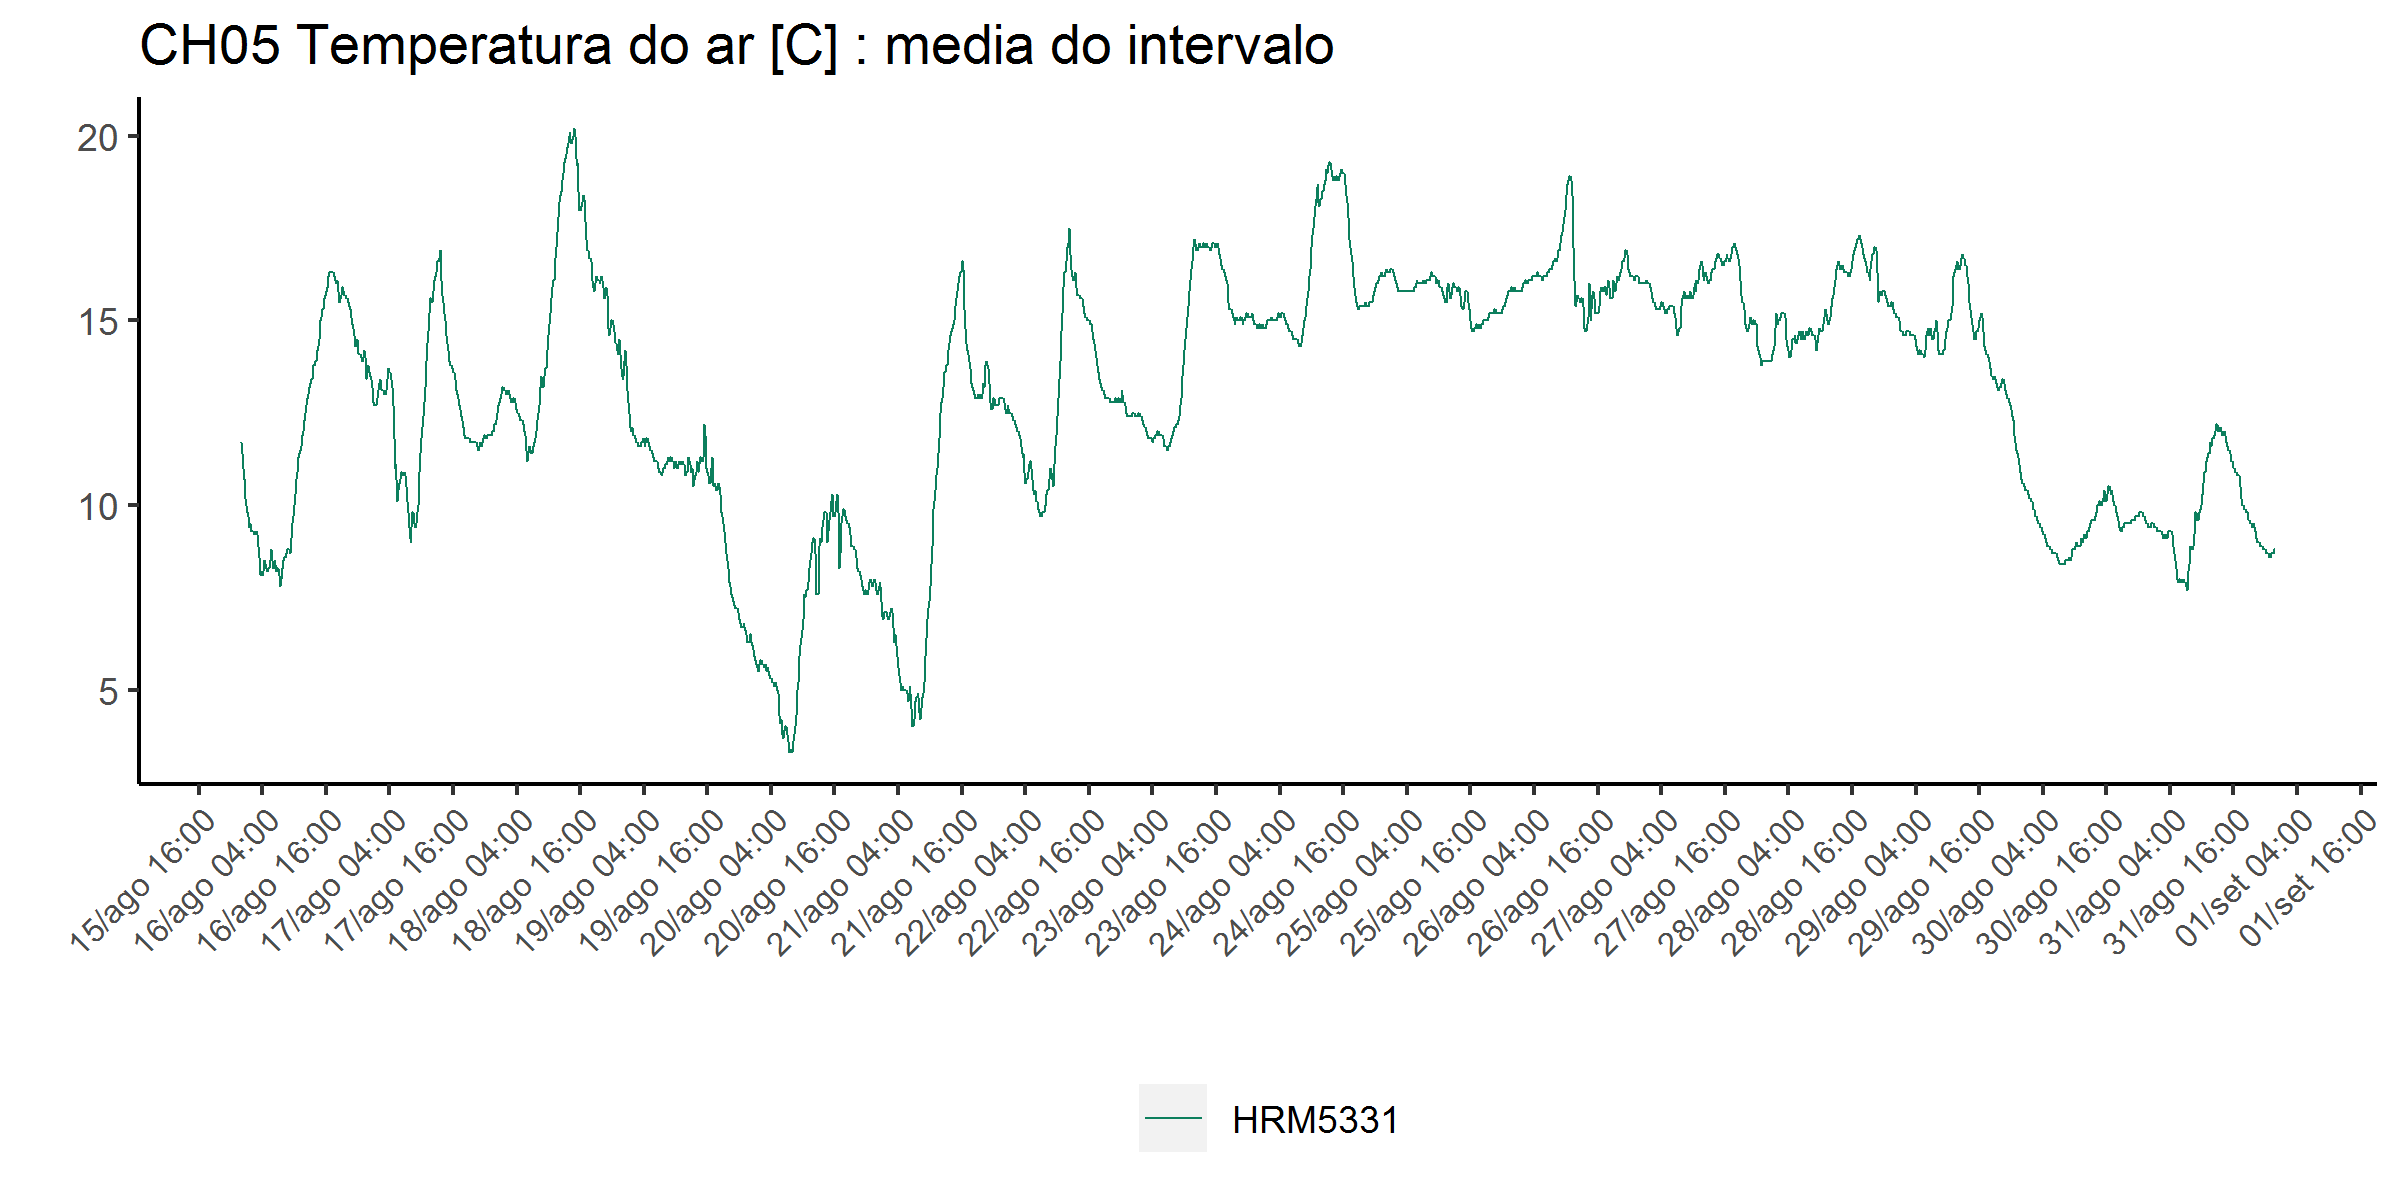 CH05 Temperatura do ar [C] : media do intervalo
20
15
10
5
15/ago 16:00
16/ago 04:00
16/ago 16:00
17/ago 04:00
17/ago 16:00
18/ago 04:00
18/ago 16:00
19/ago 04:00
19/ago 16:00
20/ago 04:00
20/ago 16:00
21/ago 04:00
21/ago 16:00
22/ago 04:00
22/ago 16:00
23/ago 04:00
23/ago 16:00
24/ago 04:00
24/ago 16:00
25/ago 04:00
25/ago 16:00
26/ago 04:00
26/ago 16:00
27/ago 04:00
27/ago 16:00
28/ago 04:00
28/ago 16:00
29/ago 04:00
29/ago 16:00
30/ago 04:00
30/ago 16:00
31/ago 04:00
31/ago 16:00
01/set 04:00
01/set 16:00
HRM5331